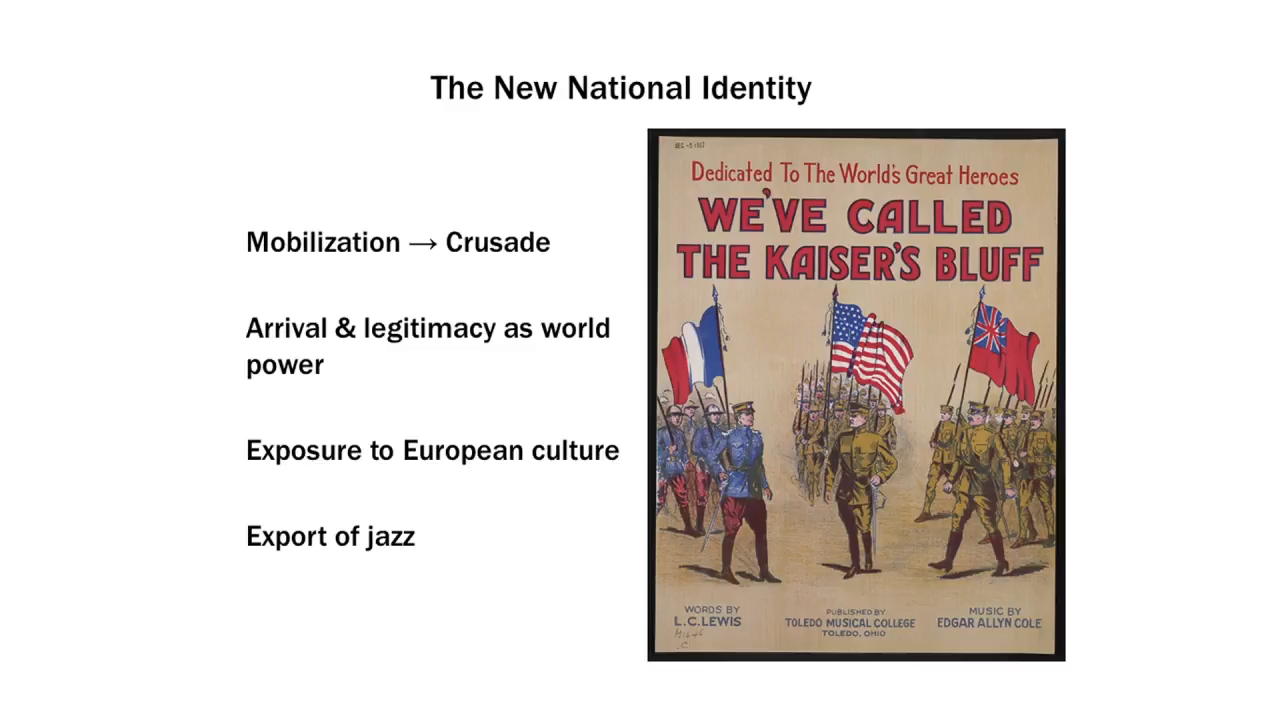 The New National Identity
Mobilization → Crusade
Arrival & legitimacy as world
power
Exposure to European culture
Export of jazz
Dedicated To The World's Great Heroes
WE'VE CALLED
THE KAISER'S BLUFF
WORDS BY
L.C. LEWIS
PUBLISHED BY
TOLEDO MUSICAL COLLEGE
TOLEDO, OHIO
MUSIC BY
EDGAR ALLYN COLE